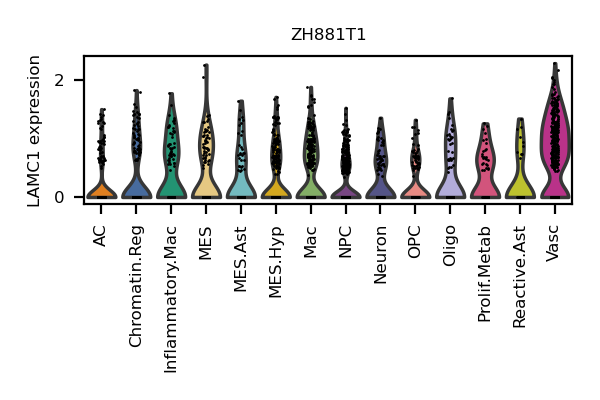 ZH881T1
LAMC1 expression
2
0
AC
Chromatin.Reg
Inflammatory.Mac
MES
MES.Ast
MES.Hyp
Mac
NPC
Neuron
OPC
Oligo
Prolif.Metab
Reactive.Ast
Vasc